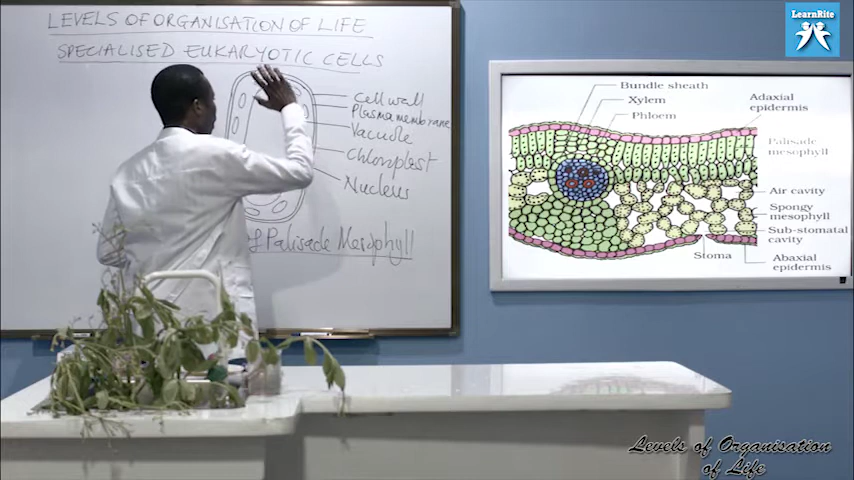 LEVELS OF ORGANISATION OF LIFE
SPECIALISED EUKARYOTIC CELLS
Cell wall
Plasma membrane
Vacuole
Chloroplast
Nucleus
of Palisade Mesophyll
LearnRite
Bundle sheath
Xylem
Phloem
Adaxial
epidermis
Palisade
mesophyll
Air cavity
Spongy
mesophyll
Sub-stomatal
cavity
Stoma
Abaxial
epidermis
Levels of Organisation
of Life